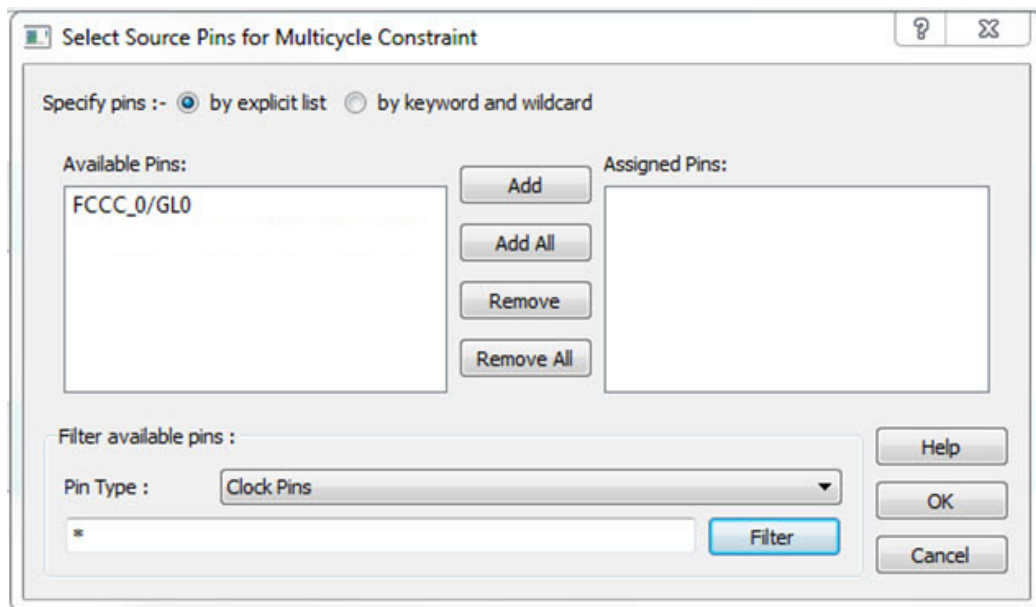 Select Source Pins for Multicycle Constraint
Specify pins :- by explicit list by keyword and wildcard
Available Pins:
Assigned Pins:
FCCC_0/GL0
Add
Add All
Remove
Remove All
Filter available pins :
Pin Type : Clock Pins
*
Filter
Help
OK
Cancel